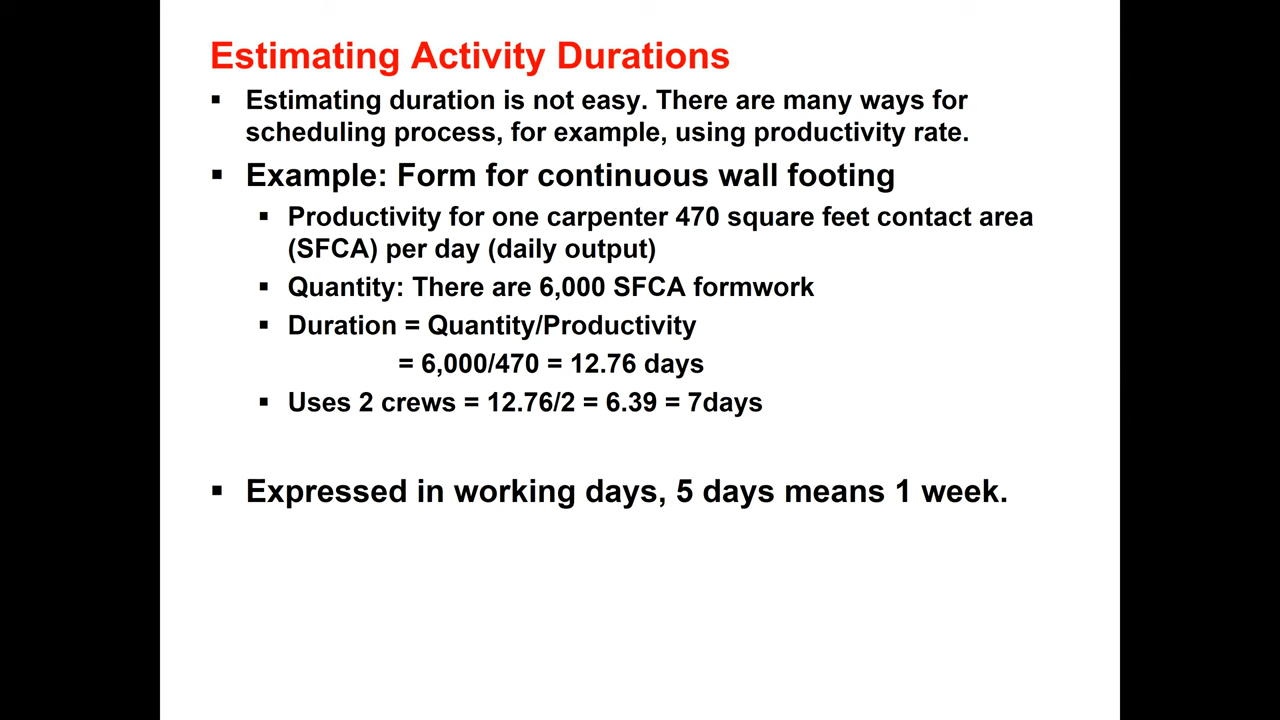 Estimating Activity Durations
▪ Estimating duration is not easy. There are many ways for
scheduling process, for example, using productivity rate.
▪ Example: Form for continuous wall footing
▪ Productivity for one carpenter 470 square feet contact area
(SFCA) per day (daily output)
▪ Quantity: There are 6,000 SFCA formwork
▪ Duration = Quantity/Productivity
= 6,000/470 = 12.76 days
▪ Uses 2 crews = 12.76/2 = 6.39 = 7days
▪ Expressed in working days, 5 days means 1 week.